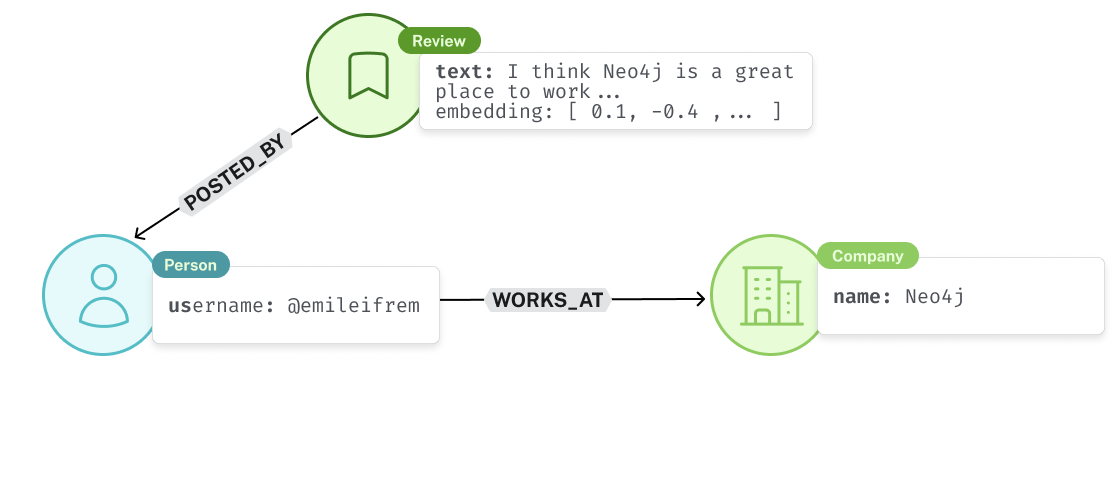 Review
text: I think Neo4j is a great
place to work...
embedding: [ 0.1, -0.4 ,... ]
POSTED_BY
Person
username: @emileifrem
WORKS_AT
Company
name: Neo4j